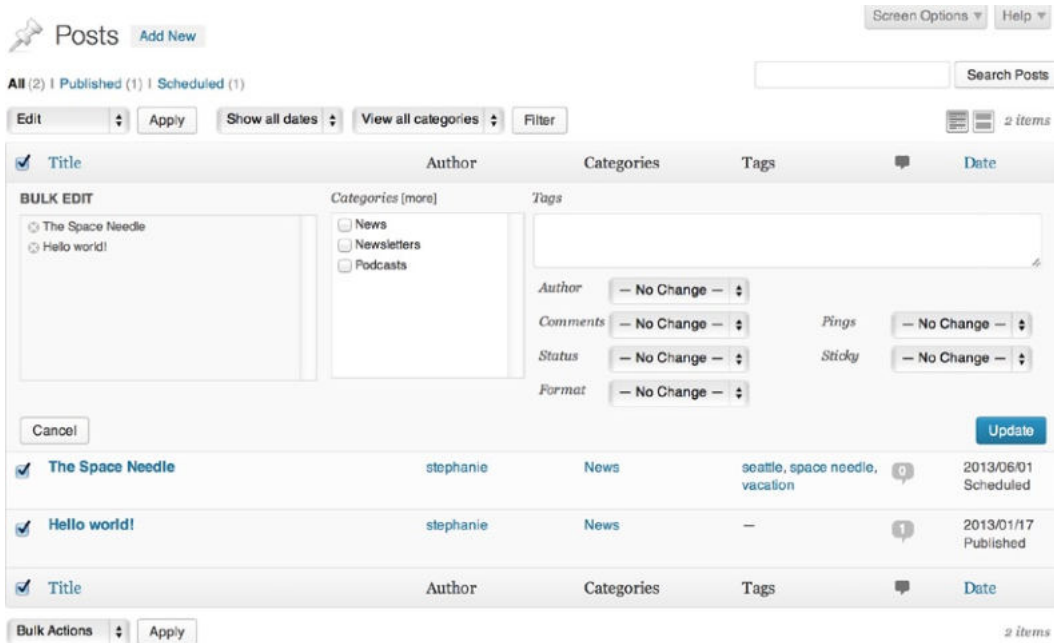 Screen Options Help
Posts Add New
All (2) | Published (1) | Scheduled (1)
Search Posts
Edit Apply Show all dates View all categories Filter 2 items
Title Author Categories Tags Date
BULK EDIT Categories [more] Tags
The Space Needle
Hello world!
News
Newsletters
Podcasts
Author — No Change —
Comments — No Change — Pings — No Change —
Status — No Change — Sticky — No Change —
Format — No Change —
Cancel Update
The Space Needle stephanie News seattle, space needle, 0 2013/06/01
vacation Scheduled
Hello world! stephanie News — 1 2013/01/17
Published
Title Author Categories Tags Date
Bulk Actions Apply 2 items